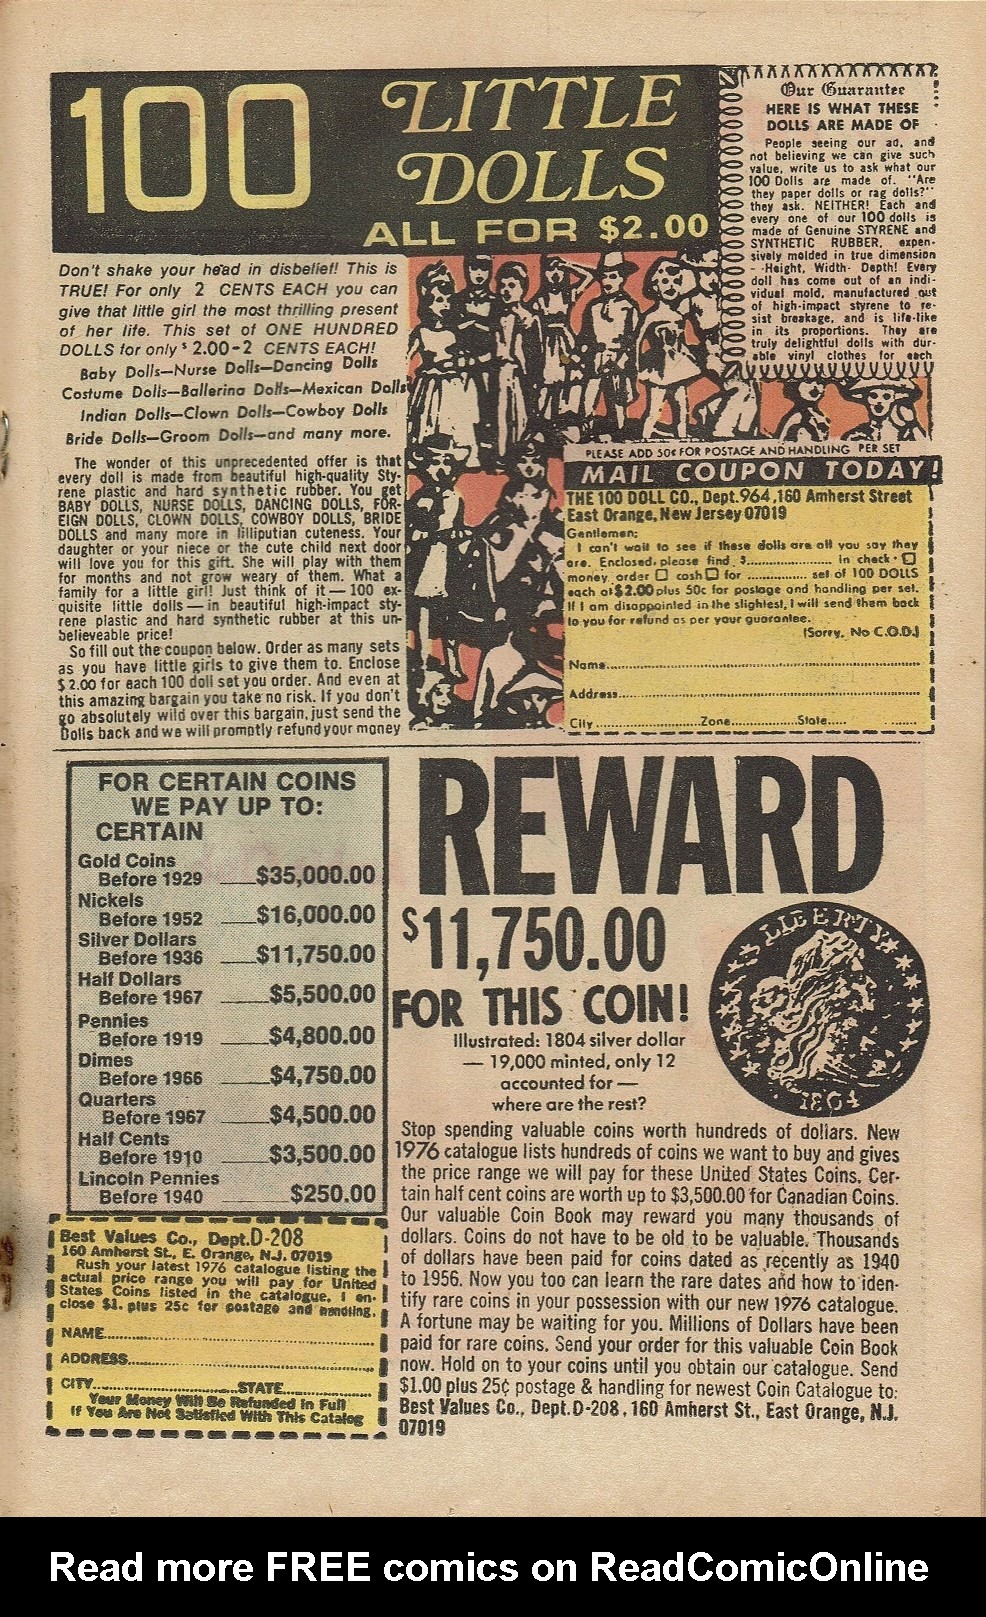 100
LITTLE
DOLLS
ALL FOR $2.00
Our Guarantee
HERE IS WHAT THESE
DOLLS ARE MADE OF
People seeing our ad, and
not believing we can give such
value, write us to ask what our
100 Dolls are made of. "Are
they paper dolls or rag dolls?"
they ask. NEITHER! Each and
every one of our 100 dolls is
made of Genuine STYRENE and
SYNTHETIC RUBBER, expen-
sively molded in true dimension
- Height, Width- Depth! Every
doll has come out of an indi-
vidual mold, manufactured out
of high-impact styrene to re-
sist breakage, and is life-like
in its proportions. They are
truly delightful dolls with dur-
able vinyl clothes for each
Don't shake your head in disbelief! This is
TRUE! For only 2 CENTS EACH you can
give that little girl the most thrilling present
of her life. This set of ONE HUNDRED
DOLLS for only $2.00-2 CENTS EACH!
Baby Dolls—Nurse Dolls—Dancing Dolls
Costume Dolls—Ballerina Dolls—Mexican Dolls
Indian Dolls—Clown Dolls—Cowboy Dolls
Bride Dolls—Groom Dolls—and many more.
The wonder of this unprecedented offer is that
every doll is made from beautiful high-quality Sty-
rene plastic and hard synthetic rubber. You get
BABY DOLLS, NURSE DOLLS, DANCING DOLLS, FOR-
EIGN DOLLS, CLOWN DOLLS, COWBOY DOLLS, BRIDE
DOLLS and many more in lilliputian cuteness. Your
daughter or your niece or the cute child next door
will love you for this gift. She will play with them
for months and not grow weary of them. What a
family for a little girl! Just think of it — 100 ex-
quisite little dolls — in beautiful high-impact sty-
rene plastic and hard synthetic rubber at this un-
believeable price!
So fill out the coupon below. Order as many sets
as you have little girls to give them to. Enclose
$2.00 for each 100 doll set you order. And even at
this amazing bargain you take no risk. If you don't
go absolutely wild over this bargain, just send the
Dolls back and we will promptly refund your money
PLEASE ADD 50¢ FOR POSTAGE AND HANDLING PER SET
MAIL COUPON TODAY!
THE 100 DOLL CO., Dept. 964, 160 Amherst Street
East Orange, New Jersey 07019
Gentlemen:
I can't wait to see if these dolls are all you say they
are. Enclosed, please find $..................... in check-
money order cash for ............... set of 100 DOLLS
each at $2.00 plus 50c for postage and handling per set.
If I am disappointed in the slightest, I will send them back
to you for refund as per your guarantee.
(Sorry, No C.O.D.)
Name..........
Address..........
City..........Zone..........State..........
FOR CERTAIN COINS
WE PAY UP TO:
CERTAIN
Gold Coins
Before 1929 ___$35,000.00
Nickels
Before 1952 ___$16,000.00
Silver Dollars
Before 1936 ___$11,750.00
Half Dollars
Before 1967 ____$5,500.00
Pennies
Before 1919 ____$4,800.00
Dimes
Before 1966 ____$4,750.00
Quarters
Before 1967 ____$4,500.00
Half Cents
Before 1910 ____$3,500.00
Lincoln Pennies
Before 1940 _____$250.00
Best Values Co., Dept. D-208
160 Amherst St., E. Orange, N.J. 07019
Rush your latest 1976 catalogue listing the
actual price range you will pay for United
States Coins listed in the catalogue. I en-
close $1. plus 25c for postage and handling.
NAME..........
ADDRESS..........
CITY..........STATE..........
Your Money Will Be Refunded in Full
If You Are Not Satisfied With This Catalog
REWARD
$11,750.00
FOR THIS COIN!
Illustrated: 1804 silver dollar
— 19,000 minted, only 12
accounted for —
where are the rest?
LIBERTY
1804
Stop spending valuable coins worth hundreds of dollars. New
1976 catalogue lists hundreds of coins we want to buy and gives
the price range we will pay for these United States Coins. Cer-
tain half cent coins are worth up to $3,500.00 for Canadian Coins.
Our valuable Coin Book may reward you many thousands of
dollars. Coins do not have to be old to be valuable. Thousands
of dollars have been paid for coins dated as recently as 1940
to 1956. Now you too can learn the rare dates and how to iden-
tify rare coins in your possession with our new 1976 catalogue.
A fortune may be waiting for you. Millions of Dollars have been
paid for rare coins. Send your order for this valuable Coin Book
now. Hold on to your coins until you obtain our catalogue. Send
$1.00 plus 25¢ postage & handling for newest Coin Catalogue to:
Best Values Co., Dept. D-208, 160 Amherst St., East Orange, N.J.
07019
Read more FREE comics on ReadComicOnline